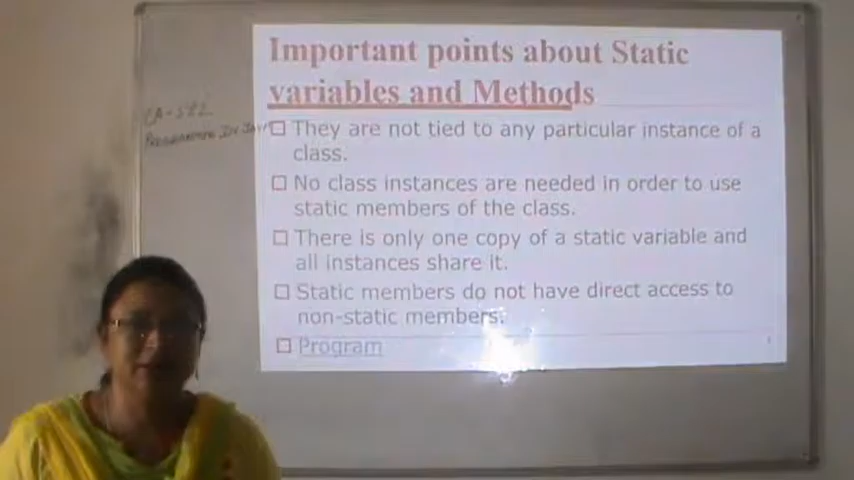 Important points about Static
variables and Methods
They are not tied to any particular instance of a
class.
No class instances are needed in order to use
static members of the class.
There is only one copy of a static variable and
all instances share it.
Static members do not have direct access to
non-static members.
Program